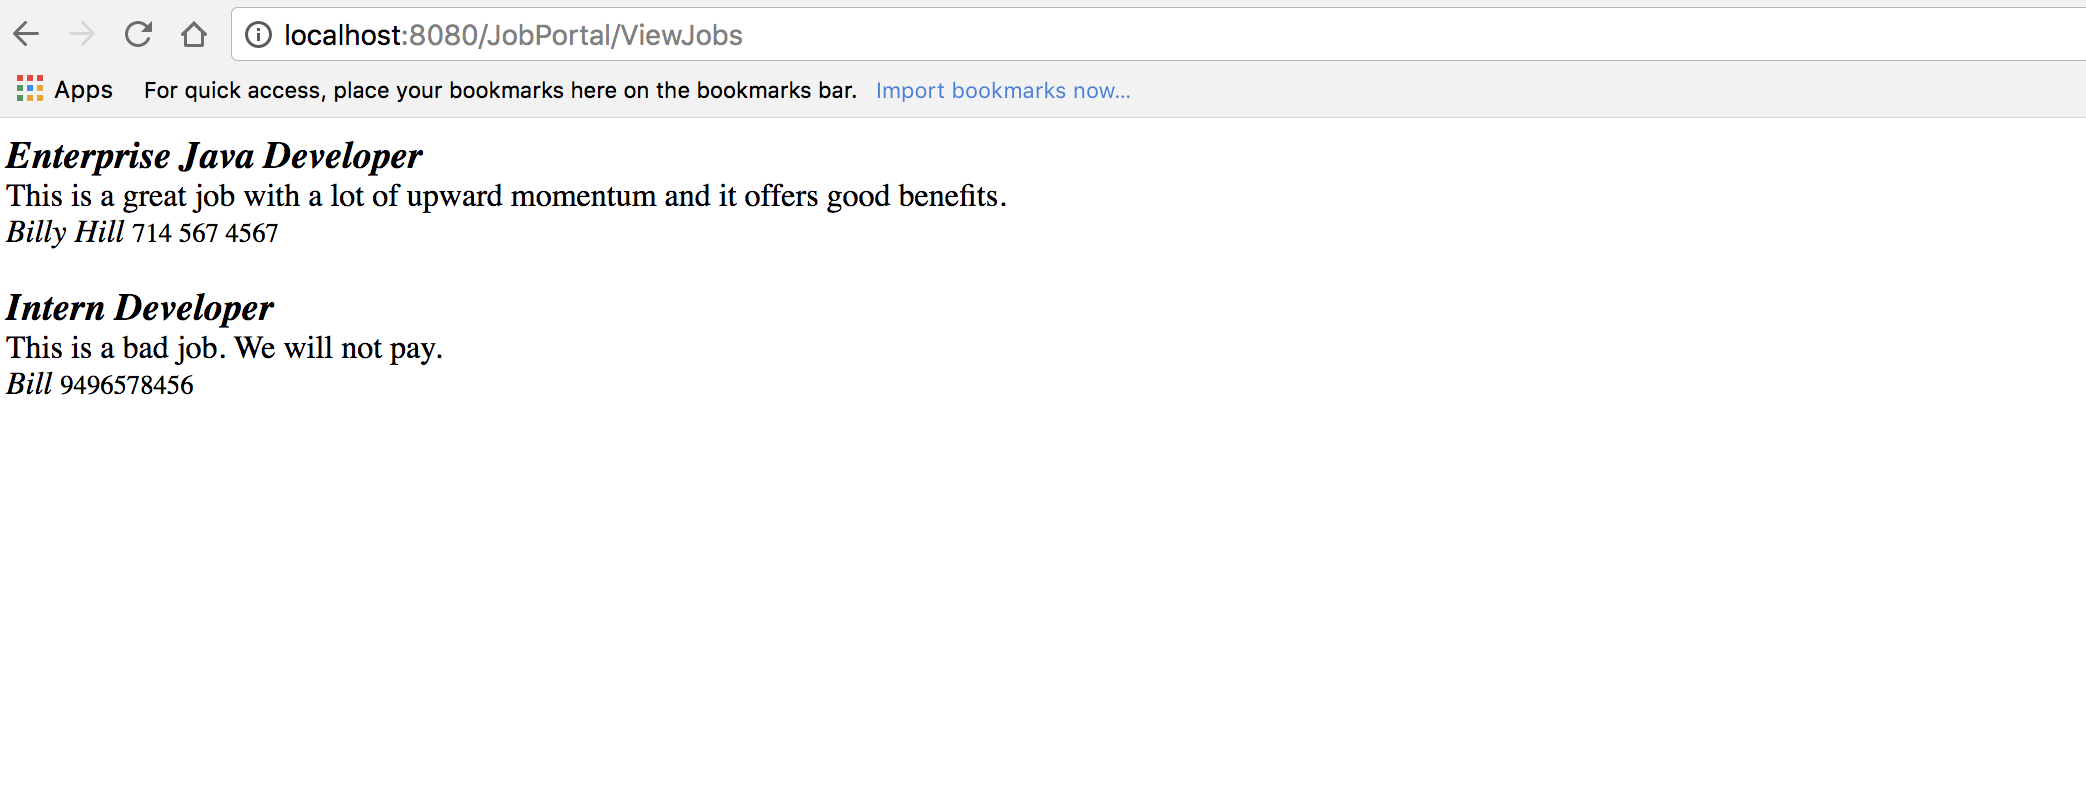 localhost:8080/JobPortal/ViewJobs
Apps For quick access, place your bookmarks here on the bookmarks bar. Import bookmarks now...
Enterprise Java Developer
This is a great job with a lot of upward momentum and it offers good benefits.
Billy Hill 714 567 4567
Intern Developer
This is a bad job. We will not pay.
Bill 9496578456